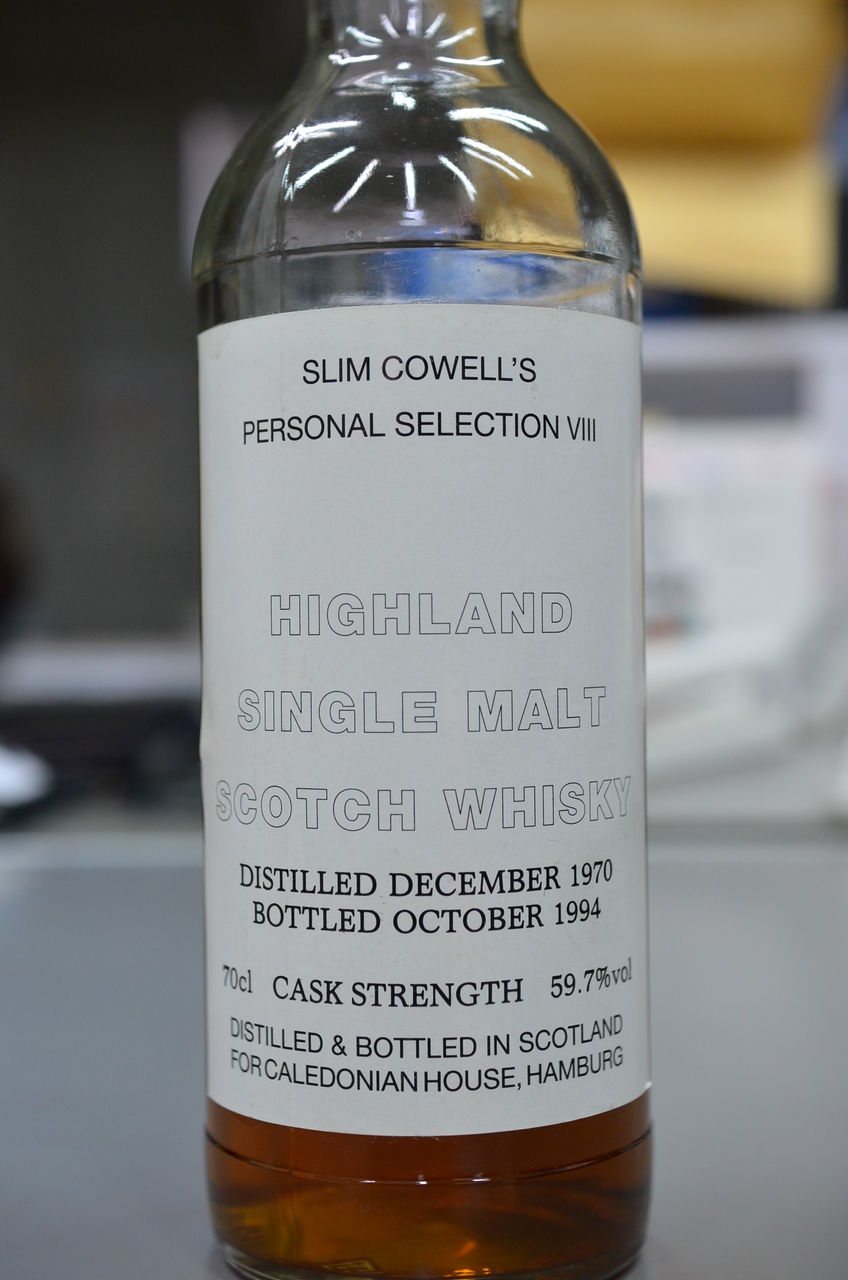 SLIM COWELL'S
PERSONAL SELECTION VIII
HIGHLAND
SINGLE MALT
SCOTCH WHISKY
DISTILLED DECEMBER 1970
BOTTLED OCTOBER 1994
70cl CASK STRENGTH 59.7%vol
DISTILLED & BOTTLED IN SCOTLAND
FOR CALEDONIAN HOUSE, HAMBURG